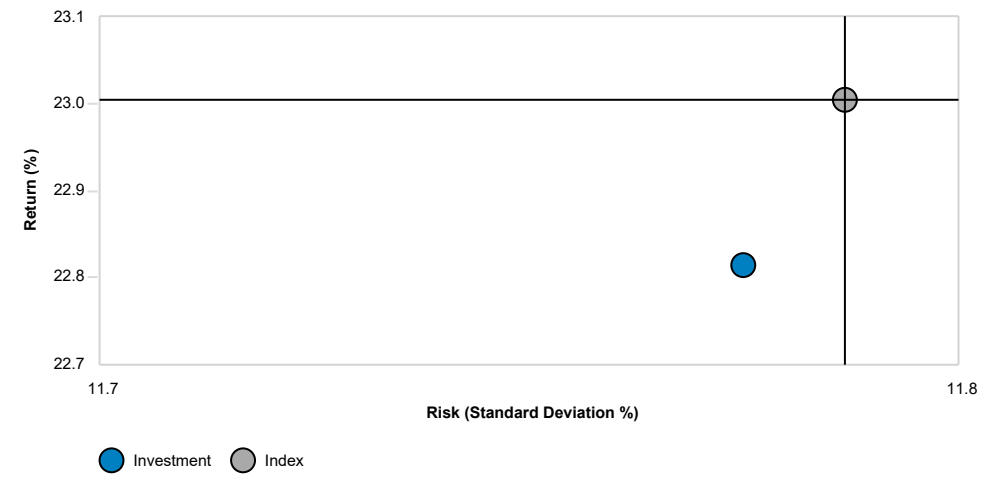 23.1
23.0
22.9
22.8
22.7
Return (%)
11.7
11.8
Risk (Standard Deviation %)
Investment
Index